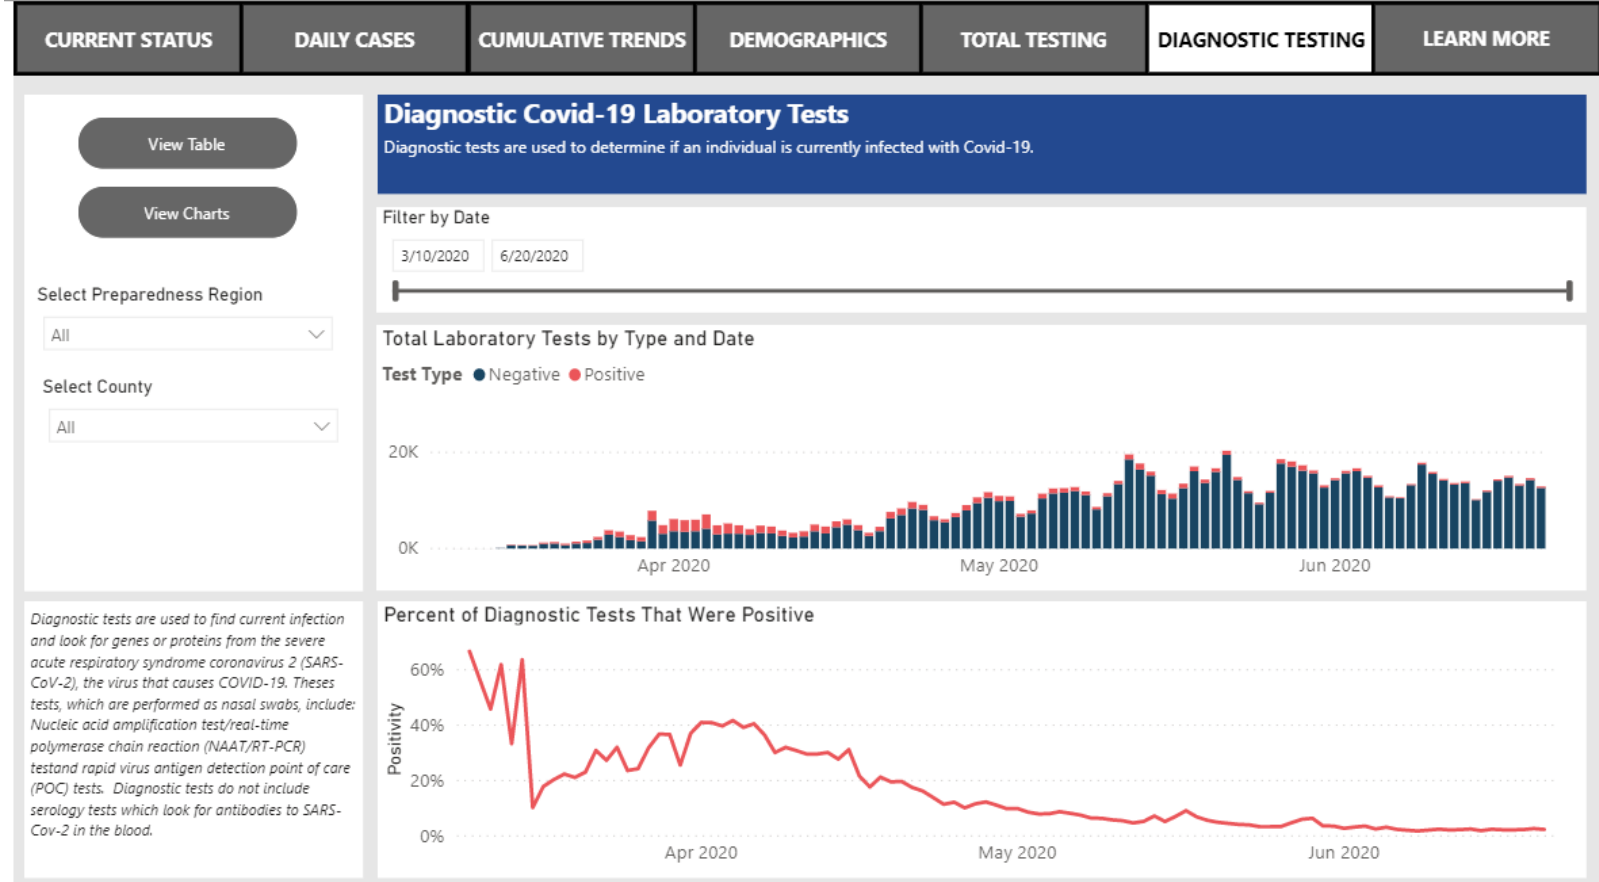 CURRENT STATUS
DAILY CASES
CUMULATIVE TRENDS
DEMOGRAPHICS
TOTAL TESTING
DIAGNOSTIC TESTING
LEARN MORE
View Table
View Charts
Select Preparedness Region
All
Select County
All
Diagnostic tests are used to find current infection
and look for genes or proteins from the severe
acute respiratory syndrome coronavirus 2 (SARS-
CoV-2), the virus that causes COVID-19. Theses
tests, which are performed as nasal swabs, include:
Nucleic acid amplification test/real-time
polymerase chain reaction (NAAT/RT-PCR)
testand rapid virus antigen detection point of care
(POC) tests. Diagnostic tests do not include
serology tests which look for antibodies to SARS-
Cov-2 in the blood.
Diagnostic Covid-19 Laboratory Tests
Diagnostic tests are used to determine if an individual is currently infected with Covid-19.
Filter by Date
3/10/2020 6/20/2020
Total Laboratory Tests by Type and Date
Test Type Negative Positive
20K
0K
Apr 2020 May 2020 Jun 2020
Percent of Diagnostic Tests That Were Positive
Positivity
60%
40%
20%
0%
Apr 2020 May 2020 Jun 2020